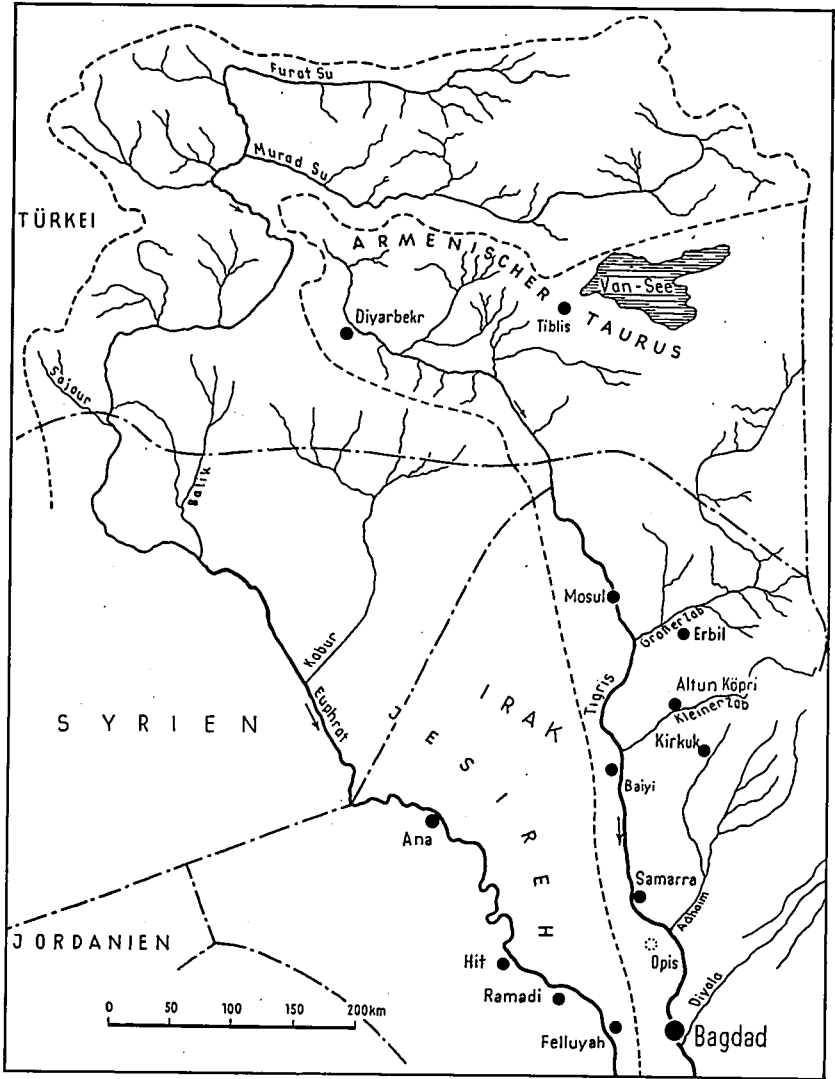 Furat Su
Murad Su
TÜRKEI
ARMENISCHER TAURUS
Van-See
Tiblis
Diyarbekr
Sajour
Balik
Mosul
Großer Zab
Erbil
Kabur
Tigris
Altun Köpri
Kleiner Zab
IRAK
Euphrat
SYRIEN
JESIREH
Kirkuk
Baiyi
Ana
Samarra
Adhaim
JORDANIEN
Opis
Hit
Diyala
Ramadi
0 50 100 150 200km
Felluyah
Bagdad